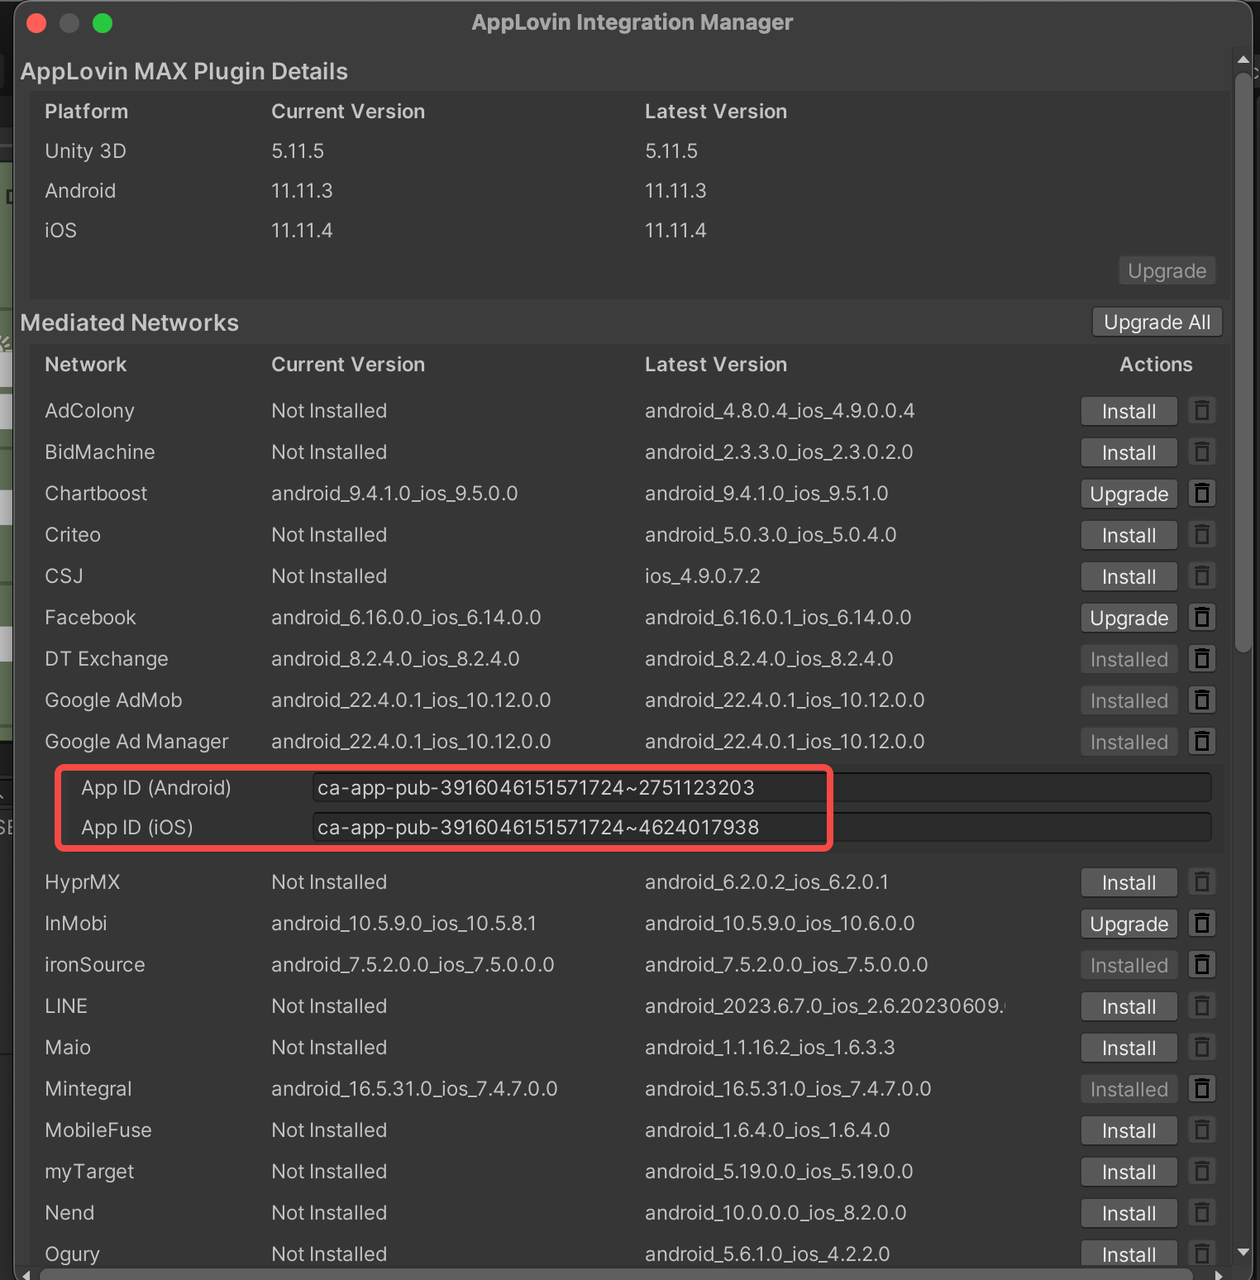 AppLovin Integration Manager
AppLovin MAX Plugin Details
Platform Current Version Latest Version
Unity 3D 5.11.5 5.11.5
Android 11.11.3 11.11.3
iOS 11.11.4 11.11.4
Upgrade
Mediated Networks Upgrade All
Network Current Version Latest Version Actions
AdColony Not Installed android_4.8.0.4_ios_4.9.0.0.4 Install
BidMachine Not Installed android_2.3.3.0_ios_2.3.0.2.0 Install
Chartboost android_9.4.1.0_ios_9.5.0.0 android_9.4.1.0_ios_9.5.1.0 Upgrade
Criteo Not Installed android_5.0.3.0_ios_5.0.4.0 Install
CSJ Not Installed ios_4.9.0.7.2 Install
Facebook android_6.16.0.0_ios_6.14.0.0 android_6.16.0.1_ios_6.14.0.0 Upgrade
DT Exchange android_8.2.4.0_ios_8.2.4.0 android_8.2.4.0_ios_8.2.4.0 Installed
Google AdMob android_22.4.0.1_ios_10.12.0.0 android_22.4.0.1_ios_10.12.0.0 Installed
Google Ad Manager android_22.4.0.1_ios_10.12.0.0 android_22.4.0.1_ios_10.12.0.0 Installed
App ID (Android) ca-app-pub-3916046151571724~2751123203
App ID (iOS) ca-app-pub-3916046151571724~4624017938
HyprMX Not Installed android_6.2.0.2_ios_6.2.0.1 Install
InMobi android_10.5.9.0_ios_10.5.8.1 android_10.5.9.0_ios_10.6.0.0 Upgrade
ironSource android_7.5.2.0.0_ios_7.5.0.0.0 android_7.5.2.0.0_ios_7.5.0.0.0 Installed
LINE Not Installed android_2023.6.7.0_ios_2.6.20230609. Install
Maio Not Installed android_1.1.16.2_ios_1.6.3.3 Install
Mintegral android_16.5.31.0_ios_7.4.7.0.0 android_16.5.31.0_ios_7.4.7.0.0 Installed
MobileFuse Not Installed android_1.6.4.0_ios_1.6.4.0 Install
myTarget Not Installed android_5.19.0.0_ios_5.19.0.0 Install
Nend Not Installed android_10.0.0.0_ios_8.2.0.0 Install
Ogury Not Installed android_5.6.1.0_ios_4.2.2.0 Install